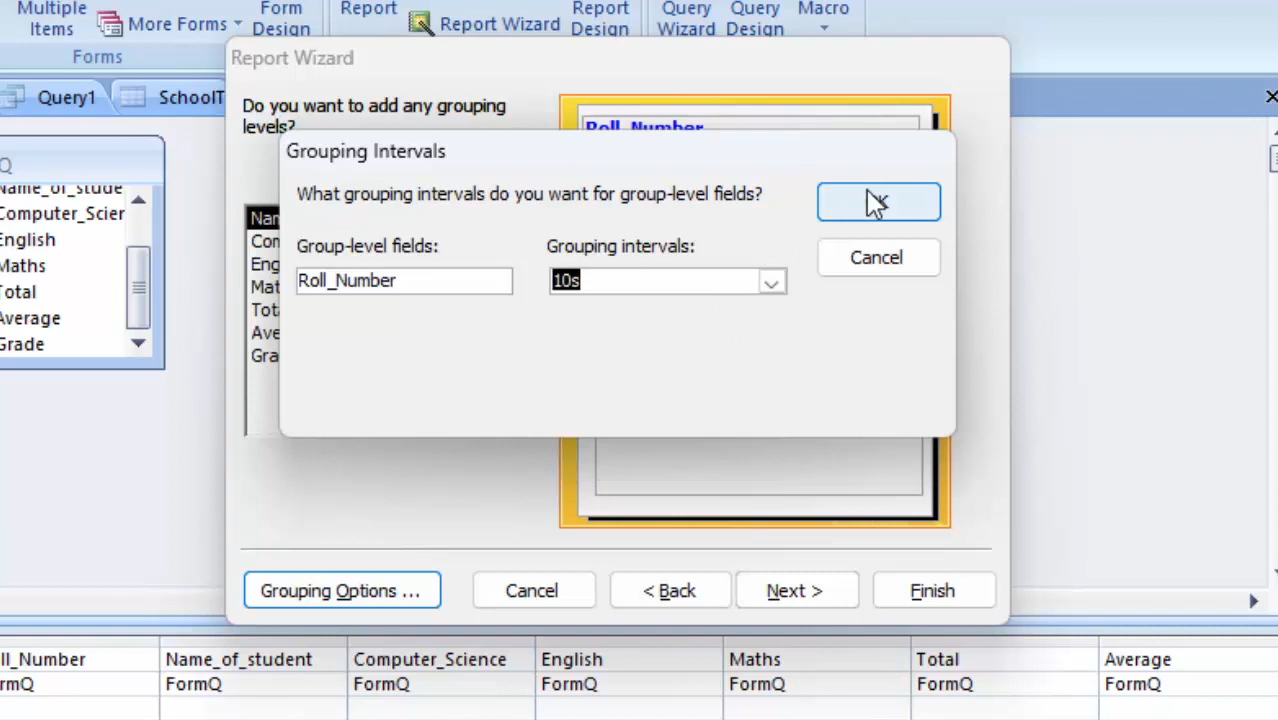 Multiple
Items
More Forms
Form
Design
Report
Report Wizard
Report
Design
Query
Wizard
Query
Design
Macro
Forms
Query1
SchoolT
Report Wizard
Do you want to add any grouping
levels?
Roll_Number
Q
Name_of_stude
Computer_Scien
English
Maths
Total
Average
Grade
Nam
Com
Eng
Mat
Tot
Ave
Gra
Grouping Intervals
What grouping intervals do you want for group-level fields?
Group-level fields:
Grouping intervals:
Roll_Number
10s
Cancel
Grouping Options ...
Cancel
< Back
Next >
Finish
ll_Number
Name_of_student
Computer_Science
English
Maths
Total
Average
rmQ
FormQ
FormQ
FormQ
FormQ
FormQ
FormQ